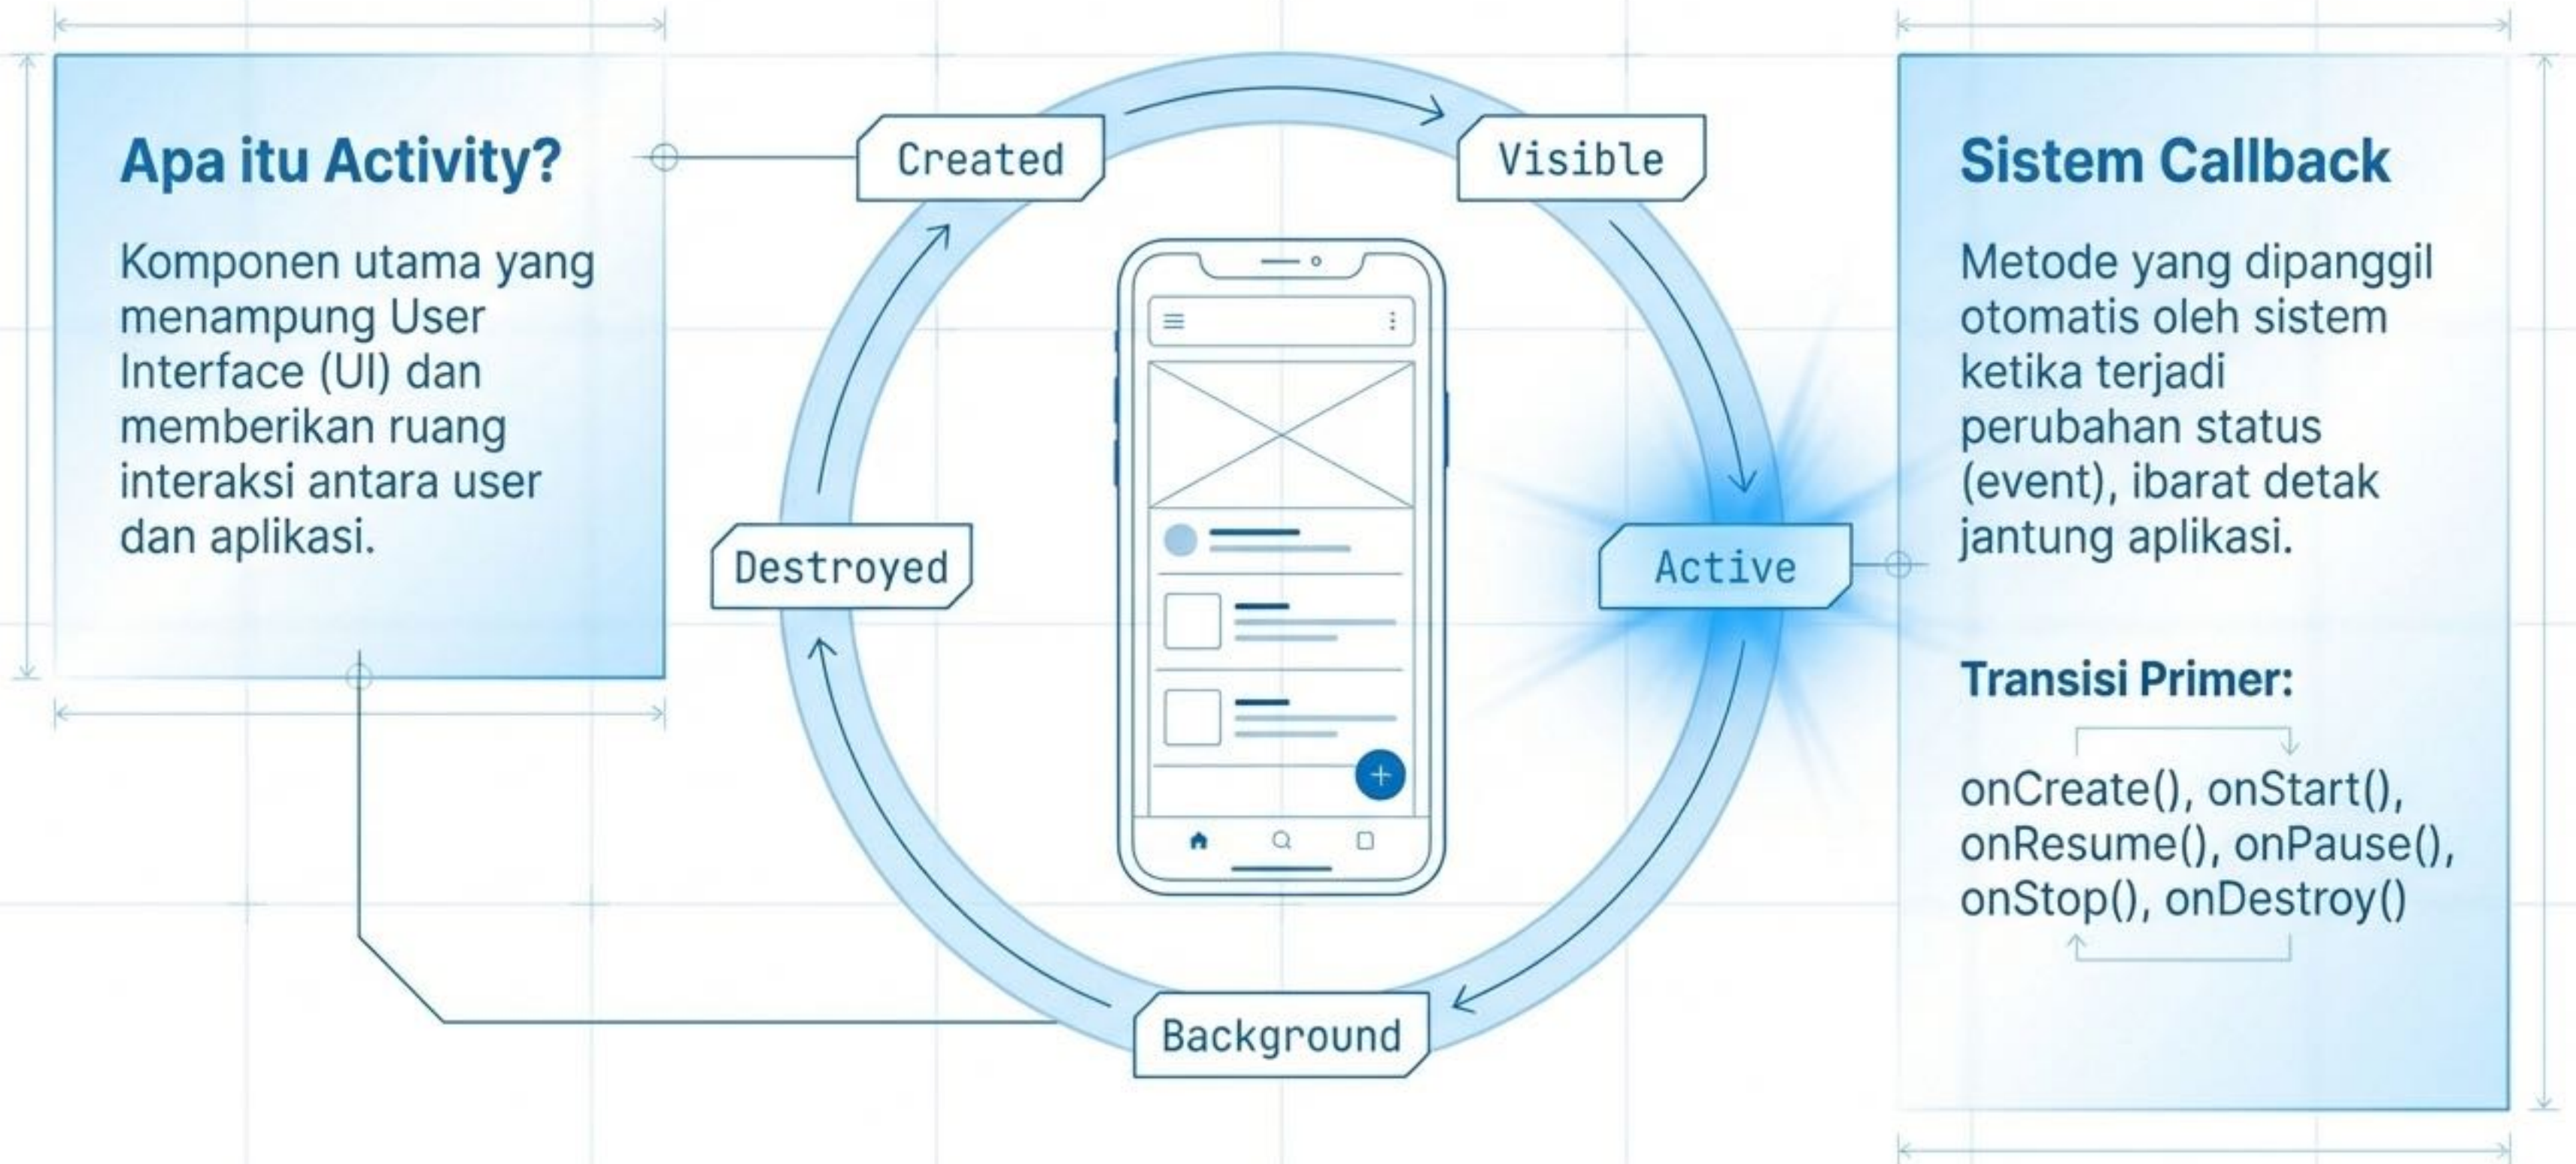 Apa itu Activity?
Komponen utama yang
menampung User
Interface (UI) dan
memberikan ruang
interaksi antara user
dan aplikasi.
Created
Visible
Destroyed
Active
Background
Sistem Callback
Metode yang dipanggil
otomatis oleh sistem
ketika terjadi
perubahan status
(event), ibarat detak
jantung aplikasi.
Transisi Primer:
onCreate(), onStart(),
onResume(), onPause(),
onStop(), onDestroy()